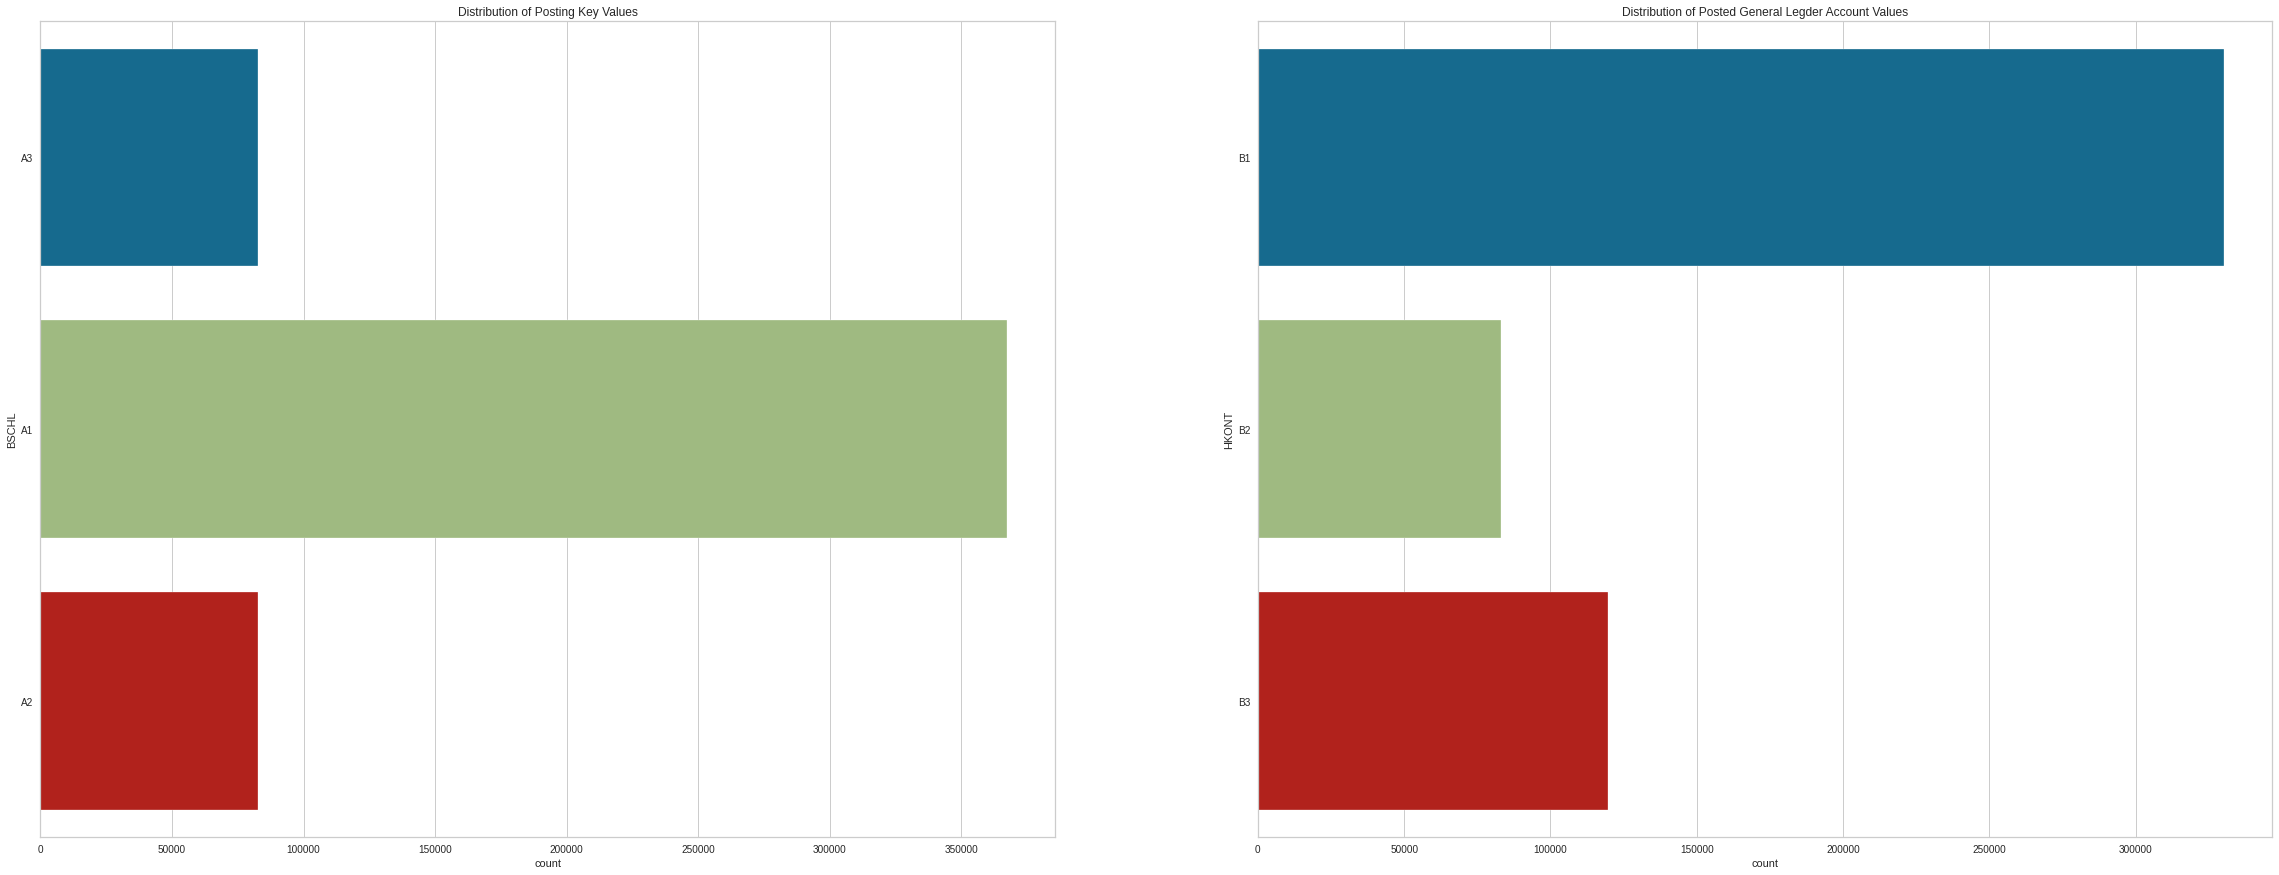 Distribution of Posting Key Values
A3
A1
A2
BSCHL
0 50000 100000 150000 200000 250000 300000 350000
count
Distribution of Posted General Legder Account Values
B1
B2
B3
HKONT
0 50000 100000 150000 200000 250000 300000
count